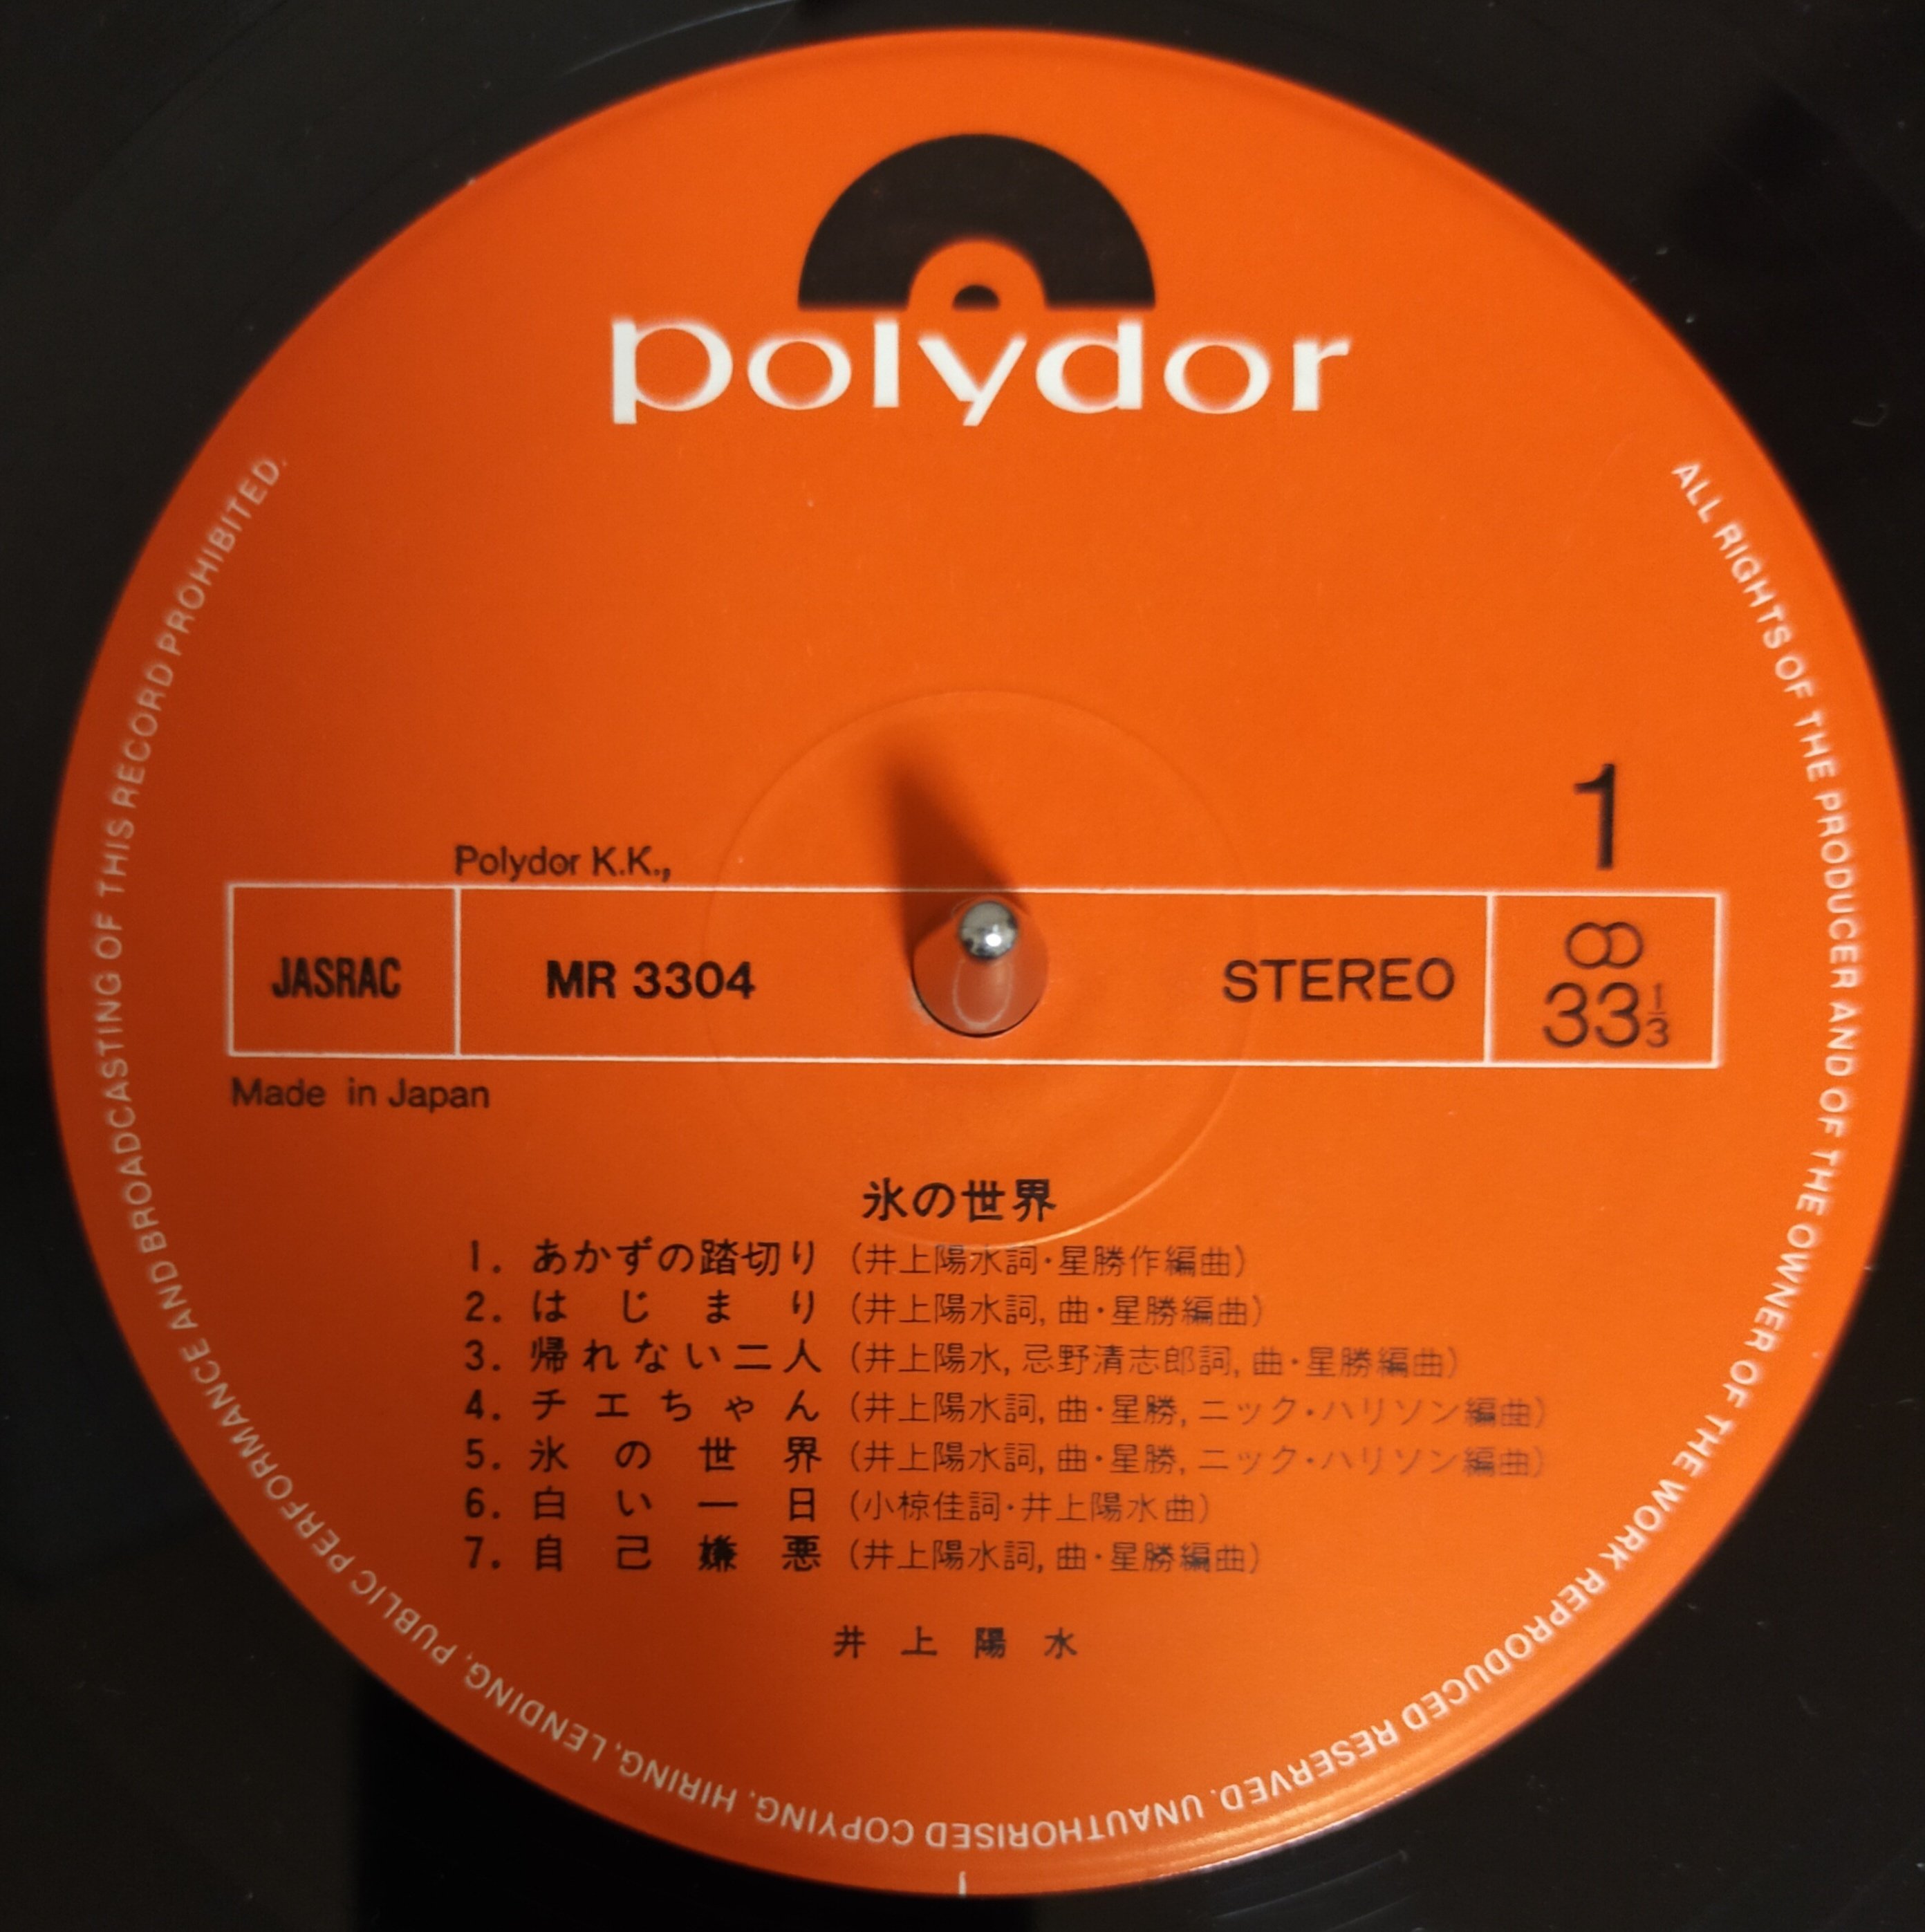 polydor
1
Polydor K.K.,
JASRAC
MR 3304
STEREO
33 1/3
Made in Japan
氷の世界
1. あかずの踏切り (井上陽水詞・星勝作編曲)
2. はじまり (井上陽水詞, 曲・星勝編曲)
3. 帰れない二人 (井上陽水, 忌野清志郎詞, 曲・星勝編曲)
4. チエちゃん (井上陽水詞, 曲・星勝, ニック・ハリソン編曲)
5. 氷の世界 (井上陽水詞, 曲・星勝, ニック・ハリソン編曲)
6. 白い一日 (小椋佳詞・井上陽水曲)
7. 自己嫌悪 (井上陽水詞, 曲・星勝編曲)
井上陽水
ALL RIGHTS OF THE PRODUCER AND OF THE OWNER OF THE WORK REPRODUCED RESERVED. UNAUTHORISED COPYING, HIRING, LENDING, PUBLIC PERFORMANCE AND BROADCASTING OF THIS RECORD PROHIBITED.